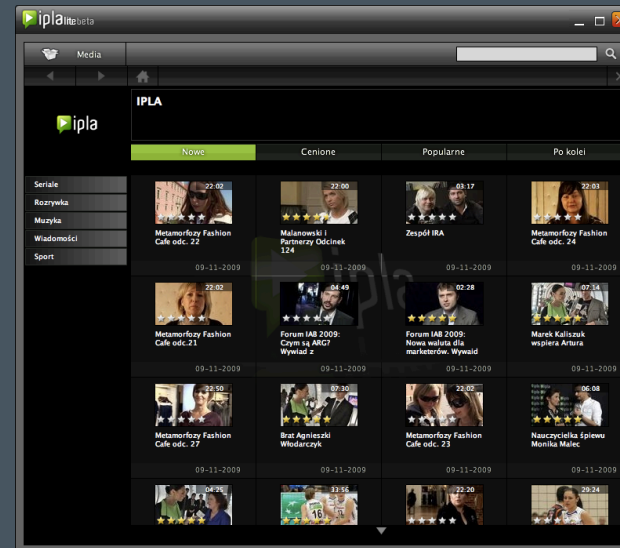 ipla litebeta
Media
ipla
IPLA
Nowe Cenione Popularne Po kolei
Seriale
Rozrywka
Muzyka
Wiadomości
Sport
22:02 22:00 03:17 22:03
Metamorfozy Fashion
Cafe odc. 22
Malanowski i
Partnerzy Odcinek
124
Zespół IRA
Metamorfozy Fashion
Cafe odc. 24
09-11-2009 09-11-2009 09-11-2009 09-11-2009
ipla
22:02 04:49 02:28 07:14
Metamorfozy Fashion
Cafe odc.21
Forum IAB 2009:
Czym są ARG?
Wywiad z
Forum IAB 2009:
Nowa waluta dla
marketerów. Wywaid
Marek Kaliszuk
wspiera Artura
09-11-2009 09-11-2009 09-11-2009 09-11-2009
22:50 07:30 22:02 06:08
Metamorfozy Fashion
Cafe odc. 27
Brat Agnieszki
Włodarczyk
Metamorfozy Fashion
Cafe odc. 23
Nauczycielka śpiewu
Monika Malec
09-11-2009 09-11-2009 09-11-2009 09-11-2009
04:25 33:56 22:20 29:24
16